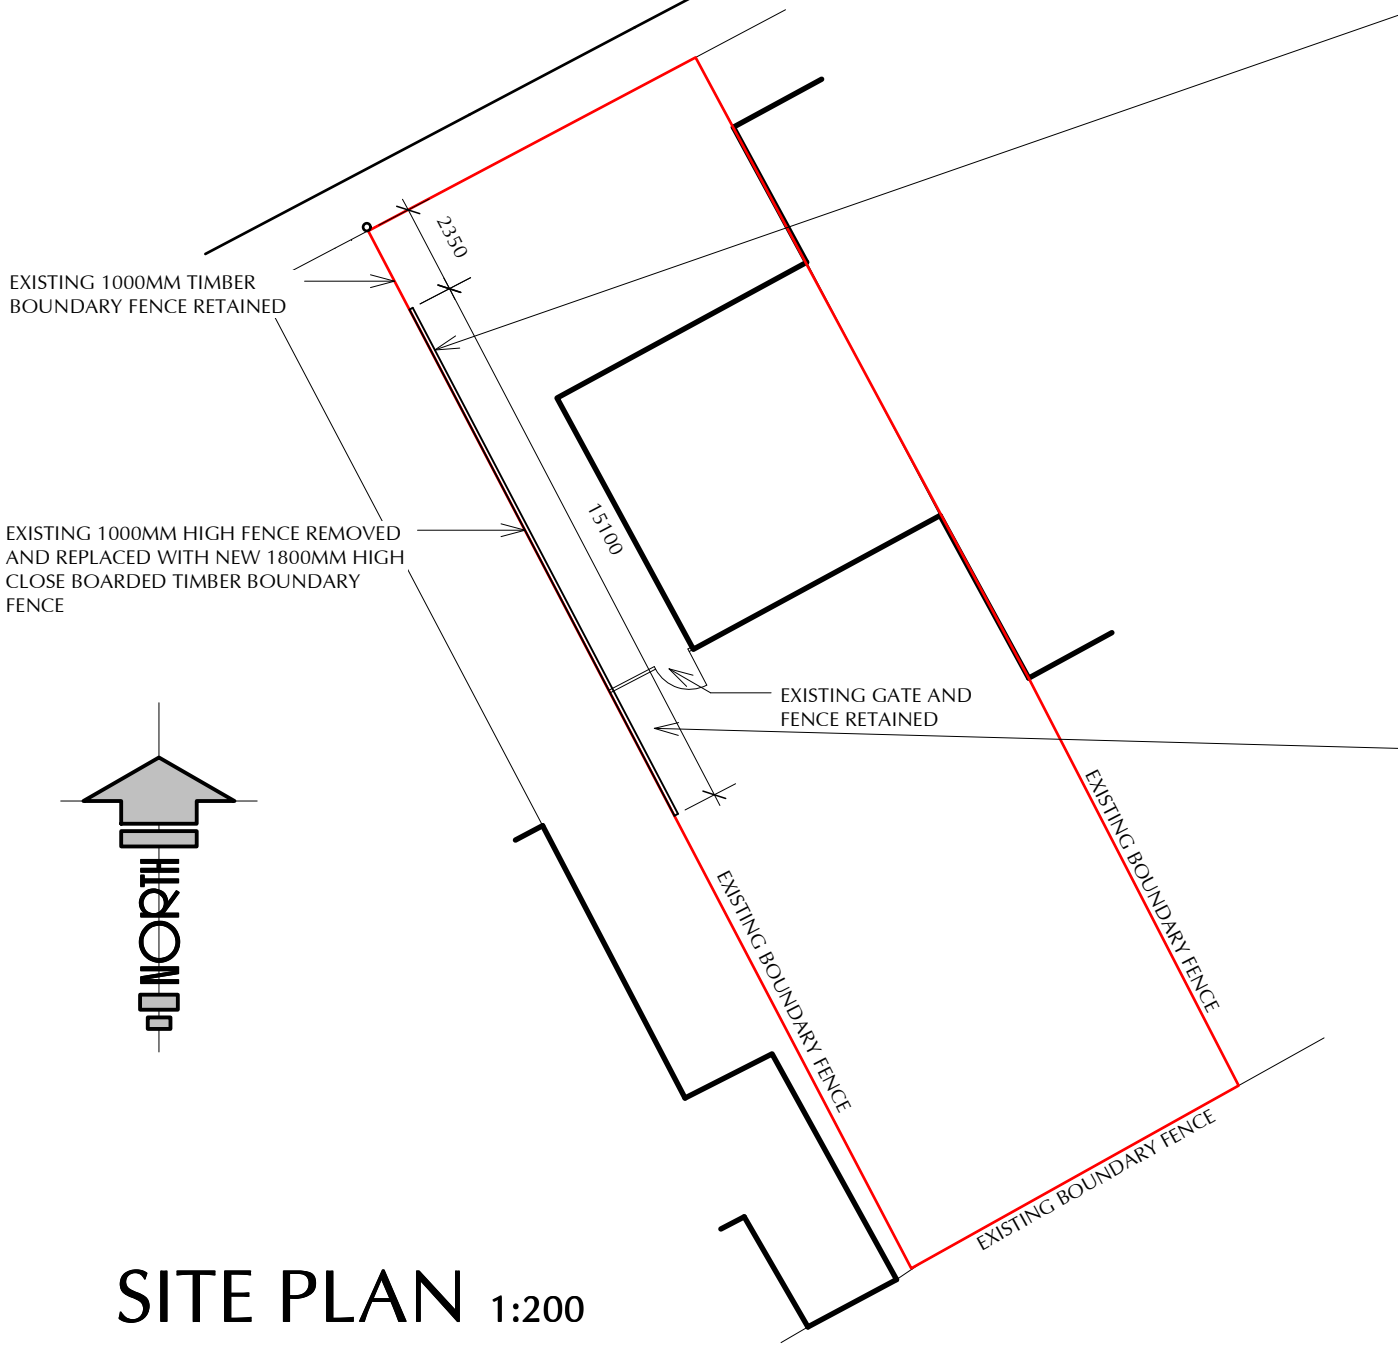 2350
EXISTING 1000MM TIMBER
BOUNDARY FENCE RETAINED
15100
EXISTING 1000MM HIGH FENCE REMOVED
AND REPLACED WITH NEW 1800MM HIGH
CLOSE BOARDED TIMBER BOUNDARY
FENCE
EXISTING GATE AND
FENCE RETAINED
EXISTING BOUNDARY FENCE
EXISTING BOUNDARY FENCE
EXISTING BOUNDARY FENCE
NORTH
SITE PLAN 1:200